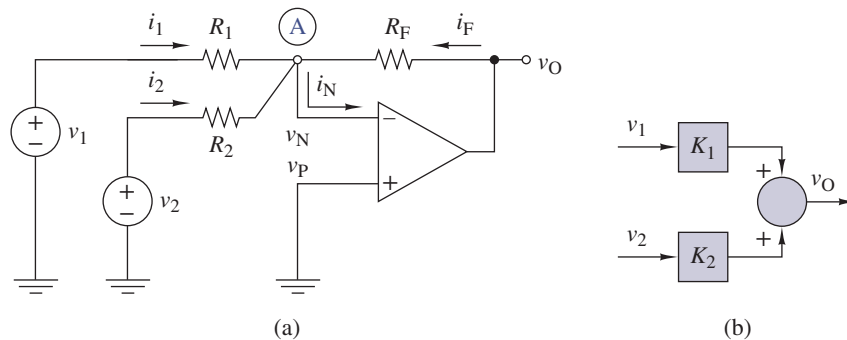 i1 R1 A RF iF
vO
i2 iN
v1 R2 vN −
vP
v2 +
+
−
+
−
(a)
v1 K1
+ vO
v2 + K2
(b)